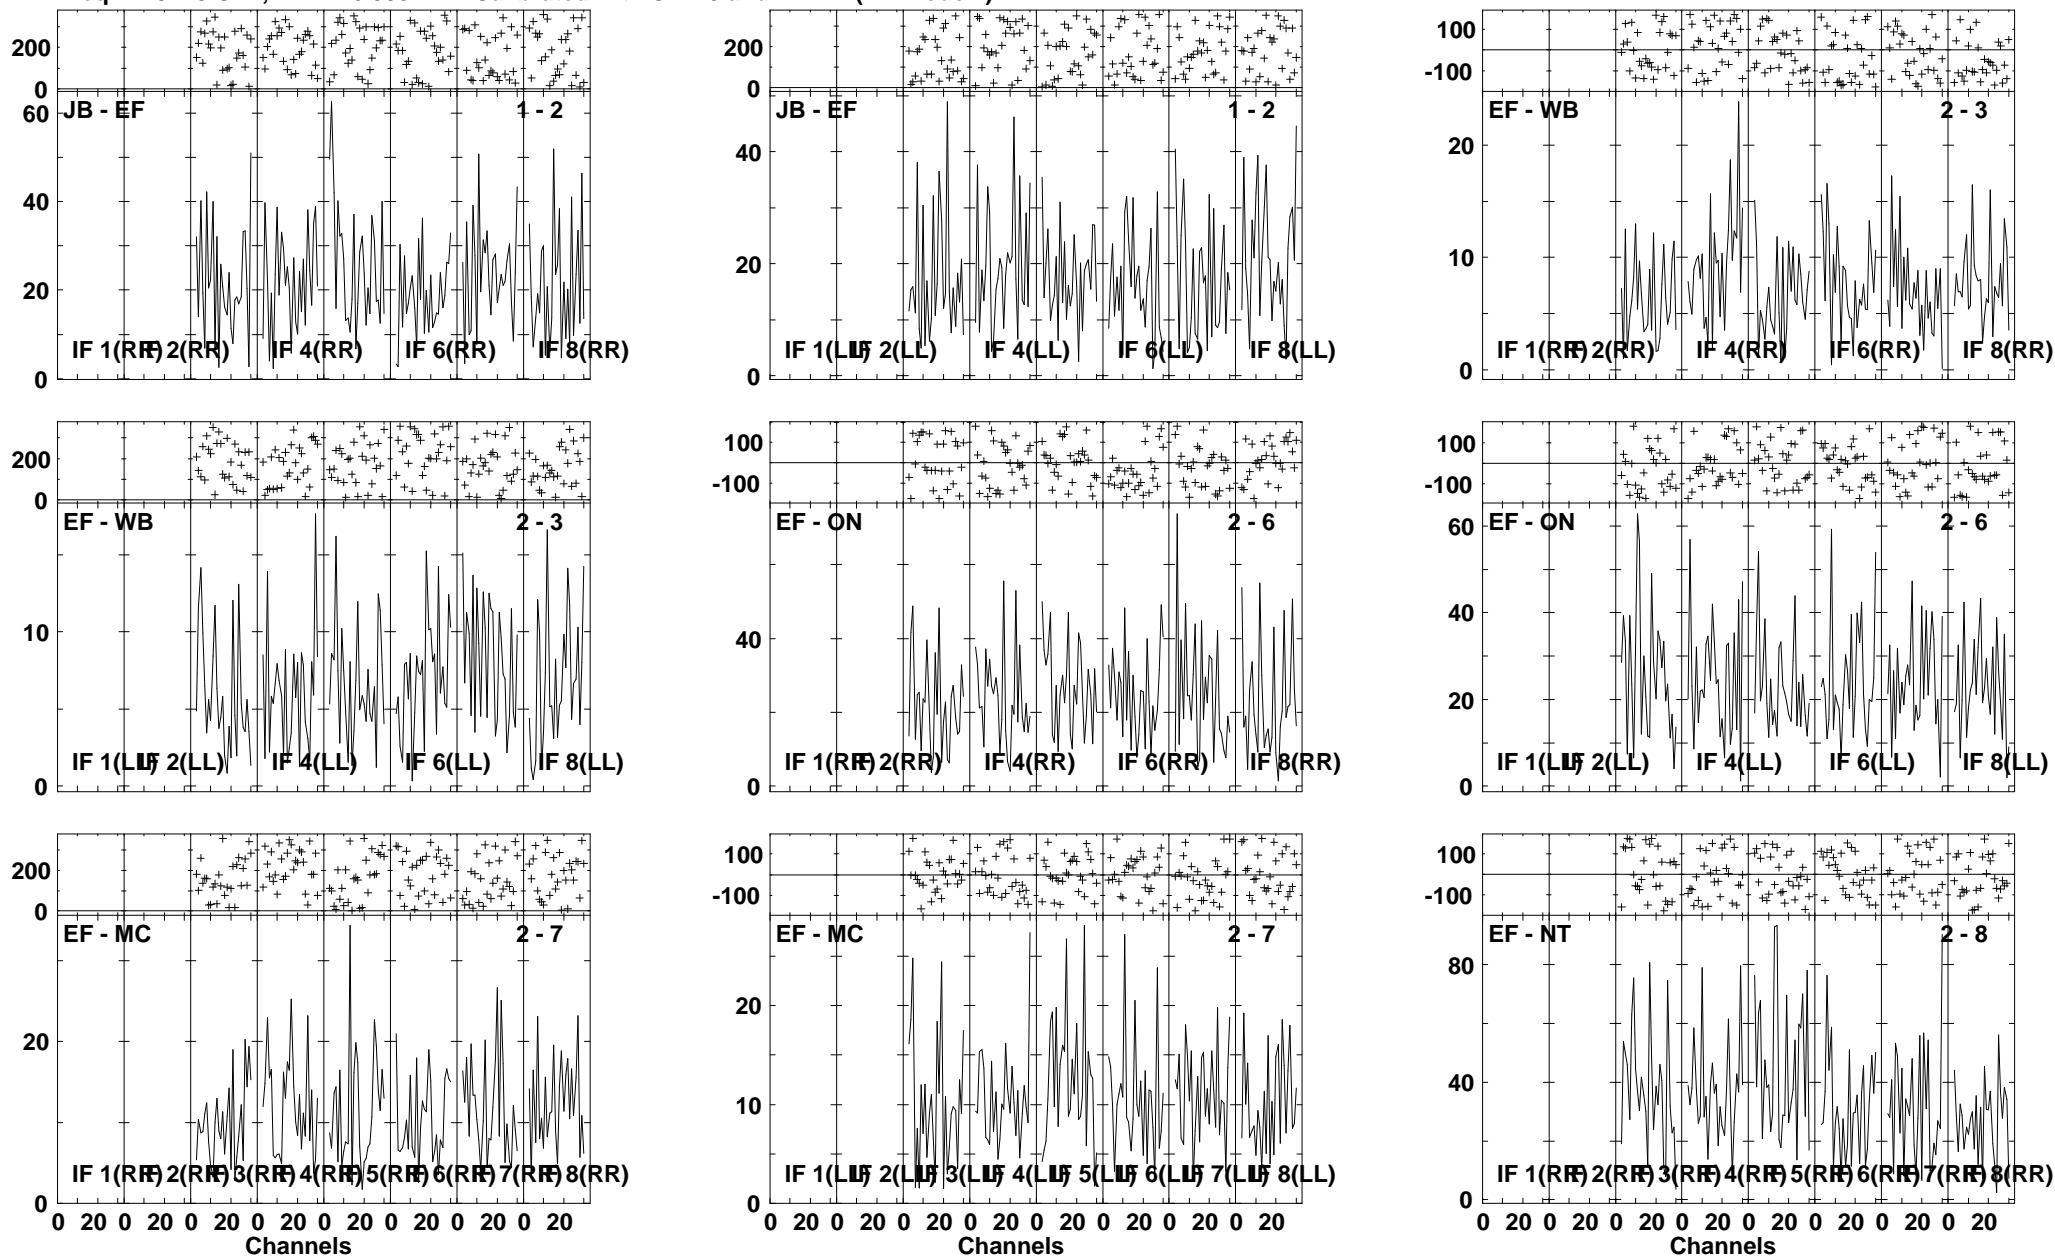 200
0
60
40
20
0
JB - EF
1 - 2
IF 1(RR)
IF 2(RR)
IF 4(RR)
IF 6(RR)
IF 8(RR)
200
0
40
20
0
JB - EF
1 - 2
IF 1(LL)
IF 2(LL)
IF 4(LL)
IF 6(LL)
IF 8(LL)
100
-100
20
10
0
EF - WB
2 - 3
IF 1(RR)
IF 2(RR)
IF 4(RR)
IF 6(RR)
IF 8(RR)
200
0
10
0
EF - WB
2 - 3
IF 1(LL)
IF 2(LL)
IF 4(LL)
IF 6(LL)
IF 8(LL)
100
-100
40
0
EF - ON
2 - 6
IF 1(RR)
IF 2(RR)
IF 4(RR)
IF 6(RR)
IF 8(RR)
100
-100
60
40
20
0
EF - ON
2 - 6
IF 1(LL)
IF 2(LL)
IF 4(LL)
IF 6(LL)
IF 8(LL)
200
0
20
0
EF - MC
2 - 7
IF 1(RR)
IF 2(RR)
IF 3(RR)
IF 4(RR)
IF 5(RR)
IF 6(RR)
IF 7(RR)
IF 8(RR)
0 20 0 20 0 20 0 20 0 20 0 20 0 20 0 20
Channels
100
-100
20
10
0
EF - MC
2 - 7
IF 1(LL)
IF 2(LL)
IF 3(LL)
IF 4(LL)
IF 5(LL)
IF 6(LL)
IF 7(LL)
IF 8(LL)
0 20 0 20 0 20 0 20 0 20 0 20 0 20 0 20
Channels
100
-100
80
40
0
EF - NT
2 - 8
IF 1(RR)
IF 2(RR)
IF 3(RR)
IF 4(RR)
IF 5(RR)
IF 6(RR)
IF 7(RR)
IF 8(RR)
0 20 0 20 0 20 0 20 0 20 0 20 0 20 0 20
Channels